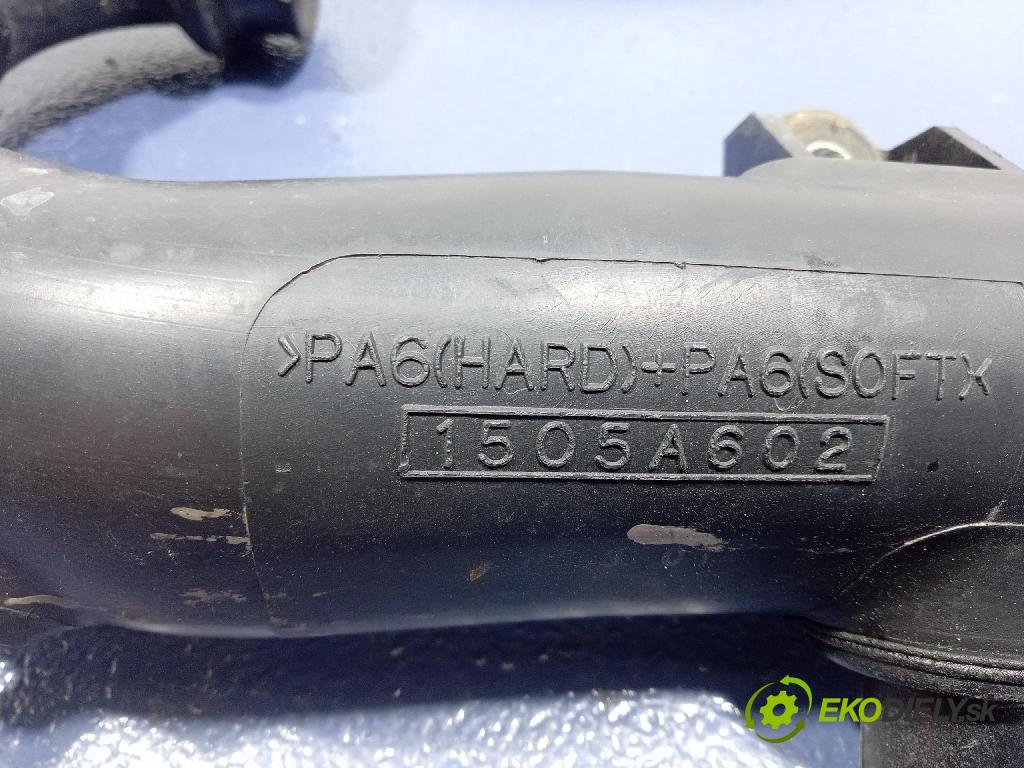 >PA6(HARD)+PA6(SOFT)<
1505A602
EKODIELY.sk